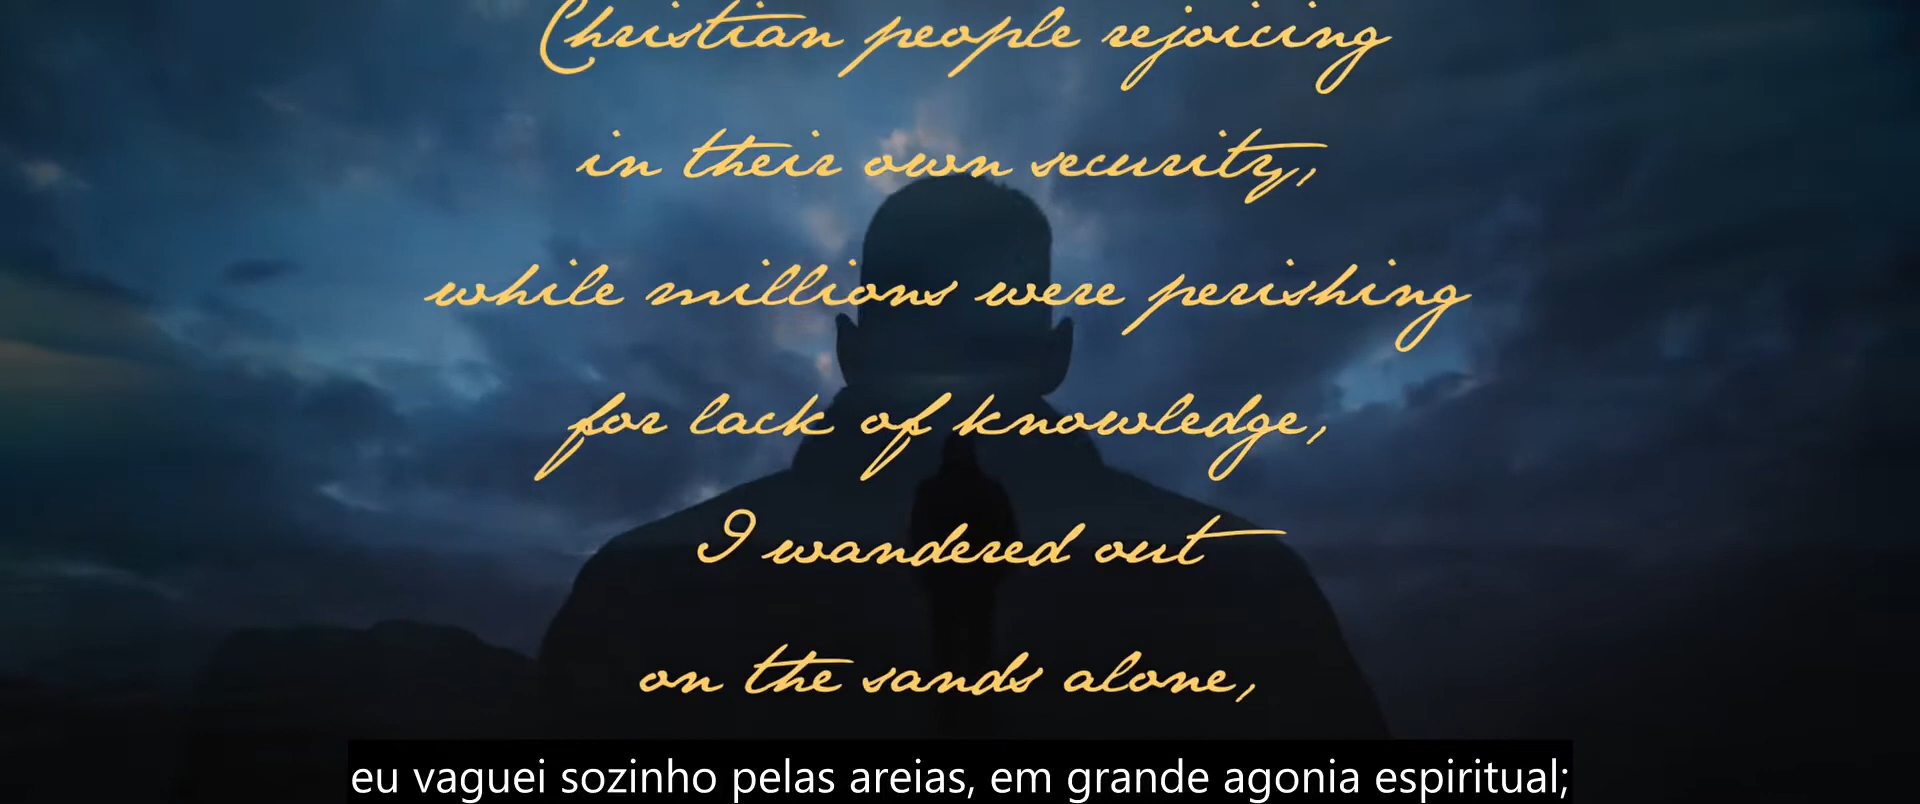 Christian people rejoicing
in their own security,
while millions were perishing
for lack of knowledge,
I wandered out
on the sands alone,
eu vaguei sozinho pelas areias, em grande agonia espiritual;